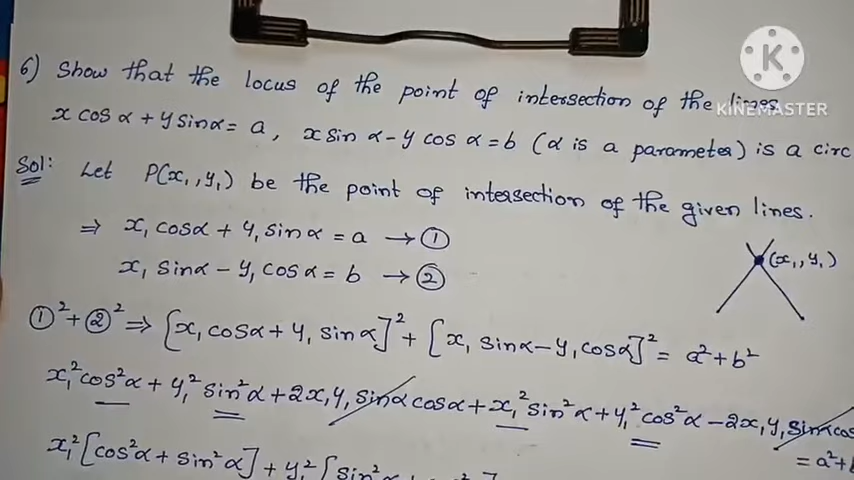 6) Show that the locus of the point of intersection of the lines
x cosα + y sinα = a, x sin α - y cos α = b (α is a parameter) is a circ
Sol: Let P(x₁, y₁) be the point of intersection of the given lines.
⇒ x₁ cosα + y₁ sin α = a → ①
x₁ sinα - y₁ cosα = b → ②
(x₁, y₁)
①² + ②² ⇒ [x₁ cosα + y₁ sin α]² + [x₁ sinα - y₁ cosα]² = a² + b²
x₁² cos²α + y₁² sin²α + 2x₁y₁ sinα cosα + x₁² sin²α + y₁² cos²α - 2x₁y₁ sinα cos
= a² + b
x₁² [cos²α + sin²α] + y₁² [sin²
K
KINEMASTER